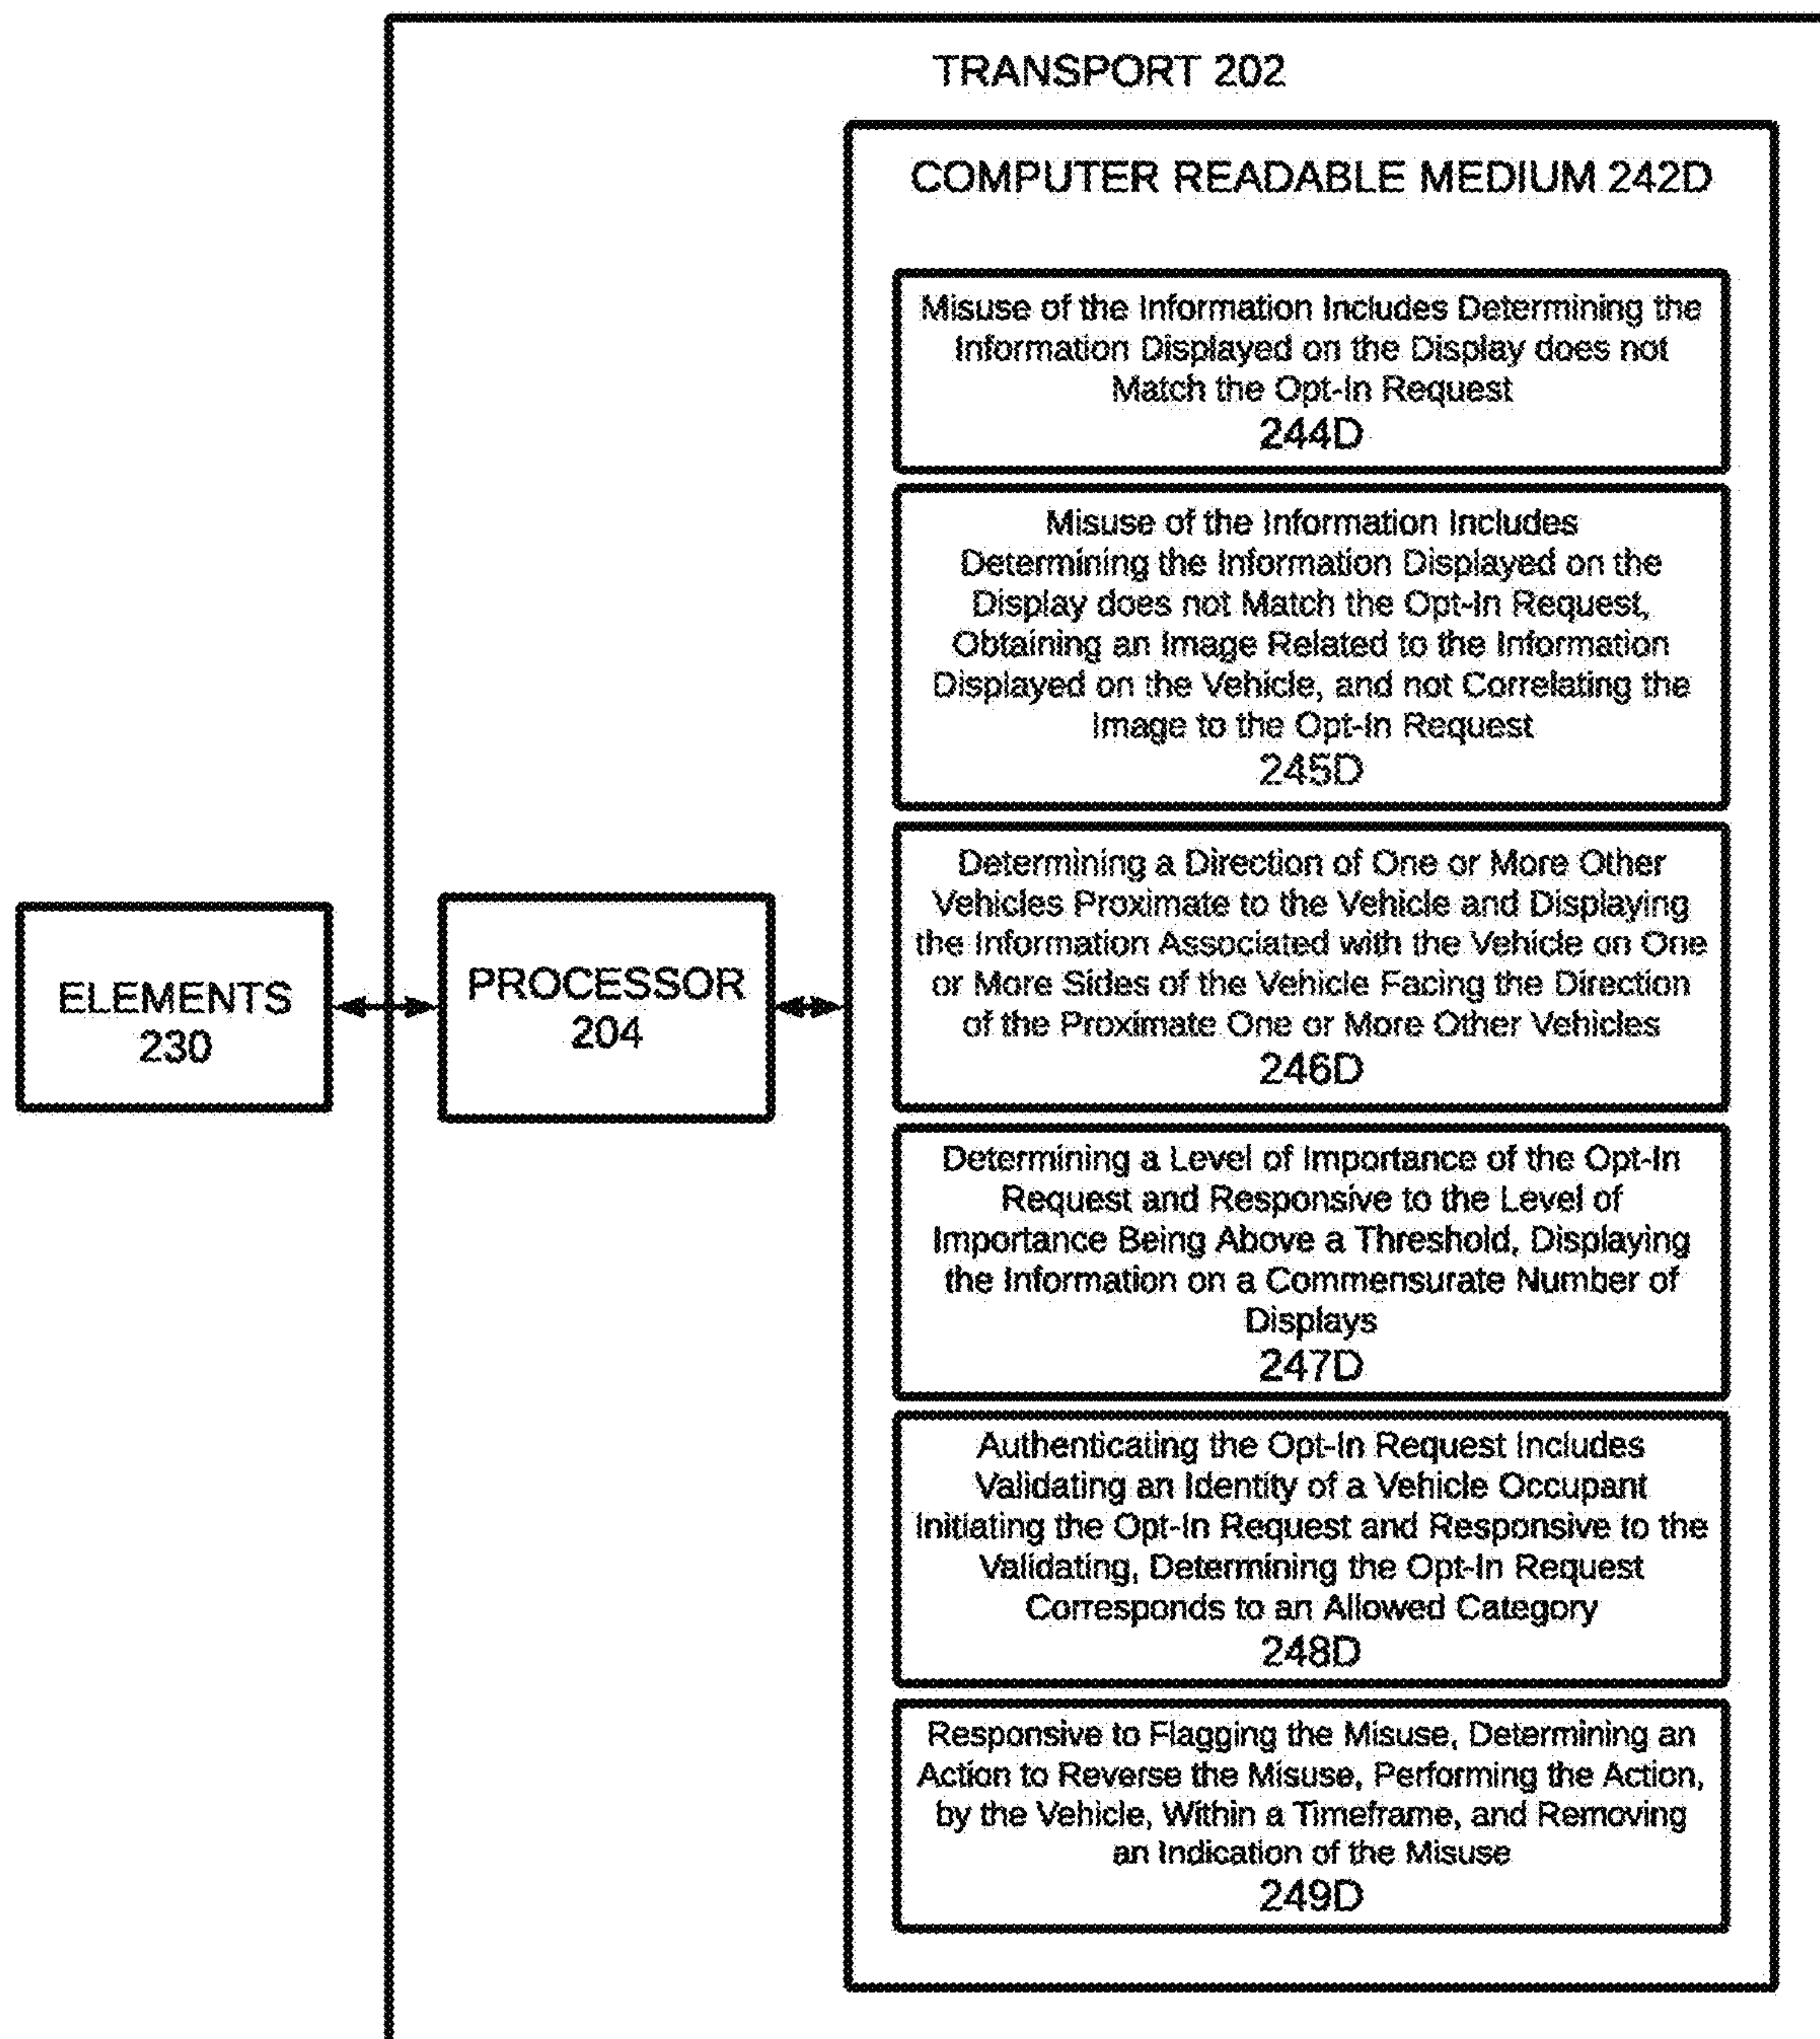 TRANSPORT 202
COMPUTER READABLE MEDIUM 242D
Misuse of the Information Includes Determining the
Information Displayed on the Display does not
Match the Opt-In Request
244D
Misuse of the Information Includes
Determining the Information Displayed on the
Display does not Match the Opt-In Request,
Obtaining an Image Related to the Information
Displayed on the Vehicle, and not Correlating the
Image to the Opt-In Request
245D
Determining a Direction of One or More Other
Vehicles Proximate to the Vehicle and Displaying
the Information Associated with the Vehicle on One
or More Sides of the Vehicle Facing the Direction
of the Proximate One or More Other Vehicles
246D
ELEMENTS
230
PROCESSOR
204
Determining a Level of Importance of the Opt-In
Request and Responsive to the Level of
Importance Being Above a Threshold, Displaying
the Information on a Commensurate Number of
Displays
247D
Authenticating the Opt-In Request Includes
Validating an Identity of a Vehicle Occupant
Initiating the Opt-In Request and Responsive to the
Validating, Determining the Opt-In Request
Corresponds to an Allowed Category
248D
Responsive to Flagging the Misuse, Determining an
Action to Reverse the Misuse, Performing the Action,
by the Vehicle, Within a Timeframe, and Removing
an Indication of the Misuse
249D